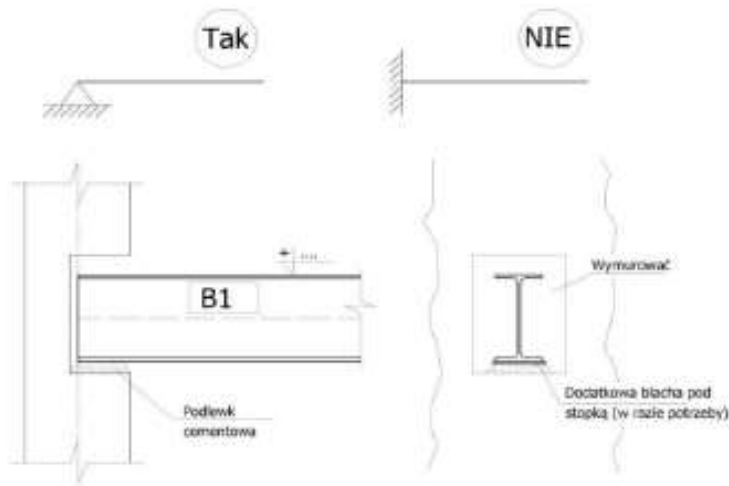 Tak
NIE
B1
Wymurować
Podlewk
cementowa
Dodatkowa blacha pod
stopką (w razie potrzeby)